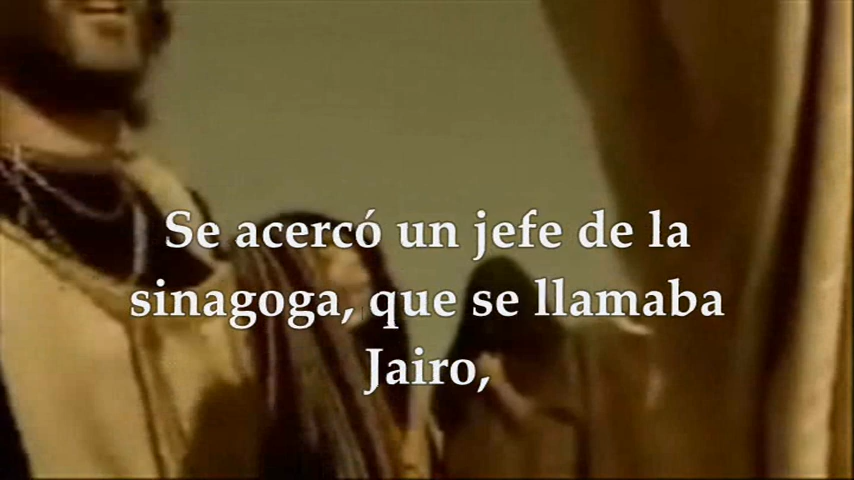 Se acercó un jefe de la
sinagoga, que se llamaba
Jairo,